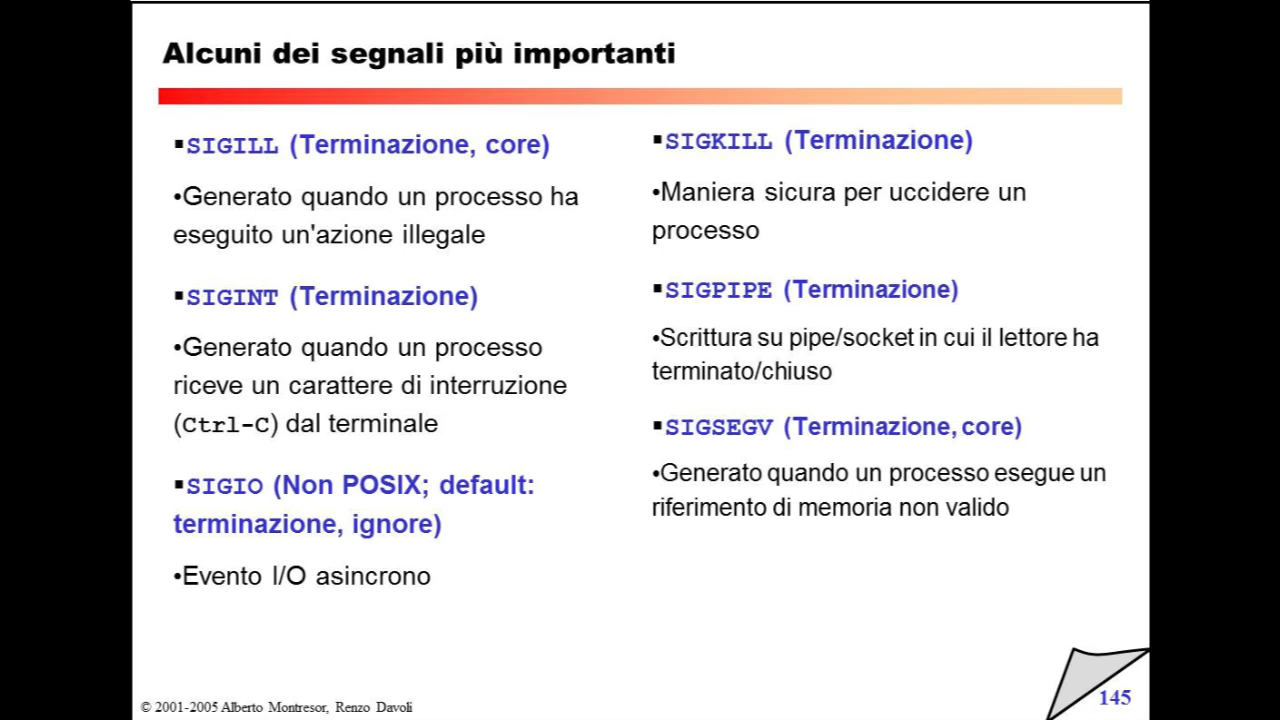 Alcuni dei segnali più importanti
▪SIGILL (Terminazione, core)
•Generato quando un processo ha
eseguito un'azione illegale
▪SIGINT (Terminazione)
•Generato quando un processo
riceve un carattere di interruzione
(Ctrl-C) dal terminale
▪SIGIO (Non POSIX; default:
terminazione, ignore)
•Evento I/O asincrono
▪SIGKILL (Terminazione)
•Maniera sicura per uccidere un
processo
▪SIGPIPE (Terminazione)
•Scrittura su pipe/socket in cui il lettore ha
terminato/chiuso
▪SIGSEGV (Terminazione, core)
•Generato quando un processo esegue un
riferimento di memoria non valido
© 2001-2005 Alberto Montresor, Renzo Davoli
145